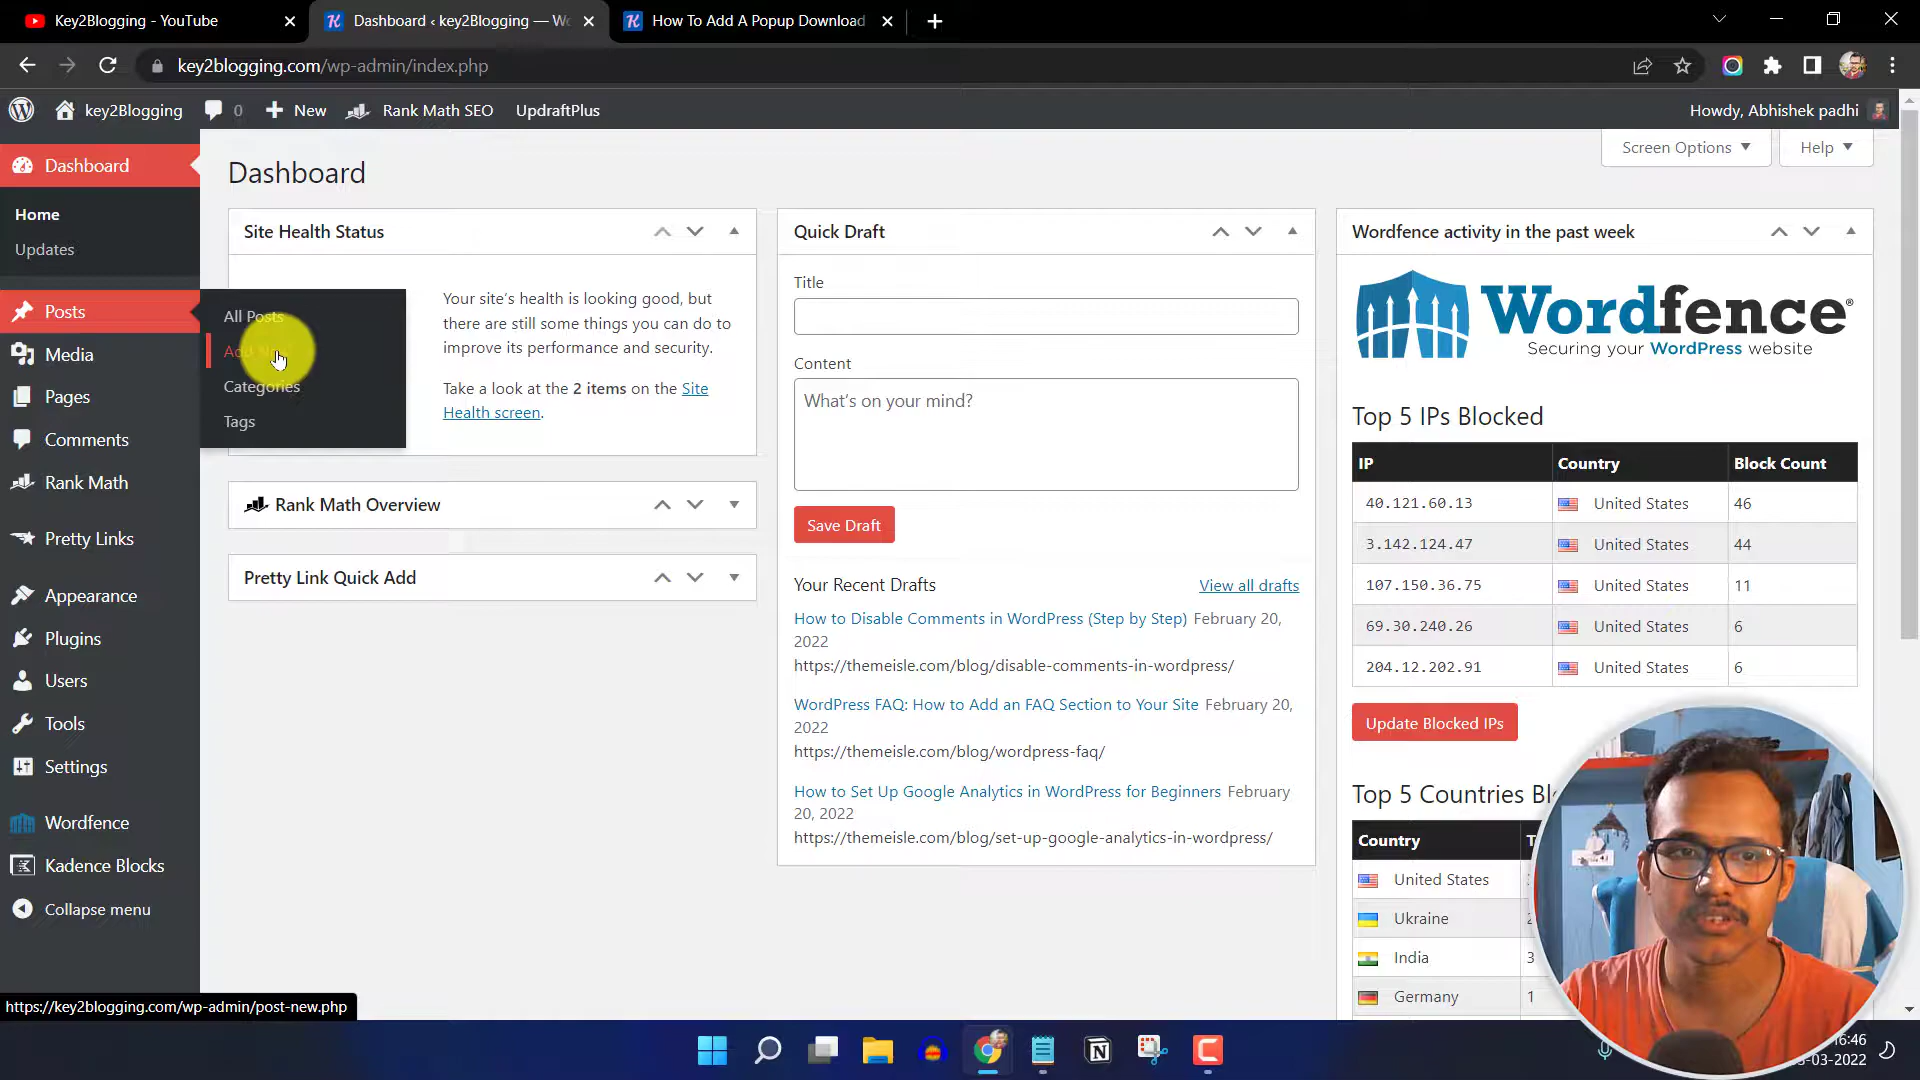 Key2Blogging - YouTube
Dashboard ‹ key2Blogging — Wo
How To Add A Popup Download
key2blogging.com/wp-admin/index.php
key2Blogging
0
New
Rank Math SEO
UpdraftPlus
Howdy, Abhishek padhi
Screen Options
Help
Dashboard
Home
Updates
Posts
Media
Pages
Comments
Rank Math
Pretty Links
Appearance
Plugins
Users
Tools
Settings
Wordfence
Kadence Blocks
Collapse menu
All Posts
Add New
Categories
Tags
Dashboard
Site Health Status
Your site's health is looking good, but
there are still some things you can do to
improve its performance and security.
Take a look at the 2 items on the Site
Health screen.
Rank Math Overview
Pretty Link Quick Add
Quick Draft
Title
Content
What's on your mind?
Save Draft
Your Recent Drafts
View all drafts
How to Disable Comments in WordPress (Step by Step) February 20,
2022
https://themeisle.com/blog/disable-comments-in-wordpress/
WordPress FAQ: How to Add an FAQ Section to Your Site February 20,
2022
https://themeisle.com/blog/wordpress-faq/
How to Set Up Google Analytics in WordPress for Beginners February
20, 2022
https://themeisle.com/blog/set-up-google-analytics-in-wordpress/
Wordfence activity in the past week
Wordfence®
Securing your WordPress website
Top 5 IPs Blocked
IP Country Block Count
40.121.60.13 United States 46
3.142.124.47 United States 44
107.150.36.75 United States 11
69.30.240.26 United States 6
204.12.202.91 United States 6
Update Blocked IPs
Top 5 Countries Bl
Country T
United States
Ukraine
India 3
Germany 1
https://key2blogging.com/wp-admin/post-new.php
16:46
-03-2022